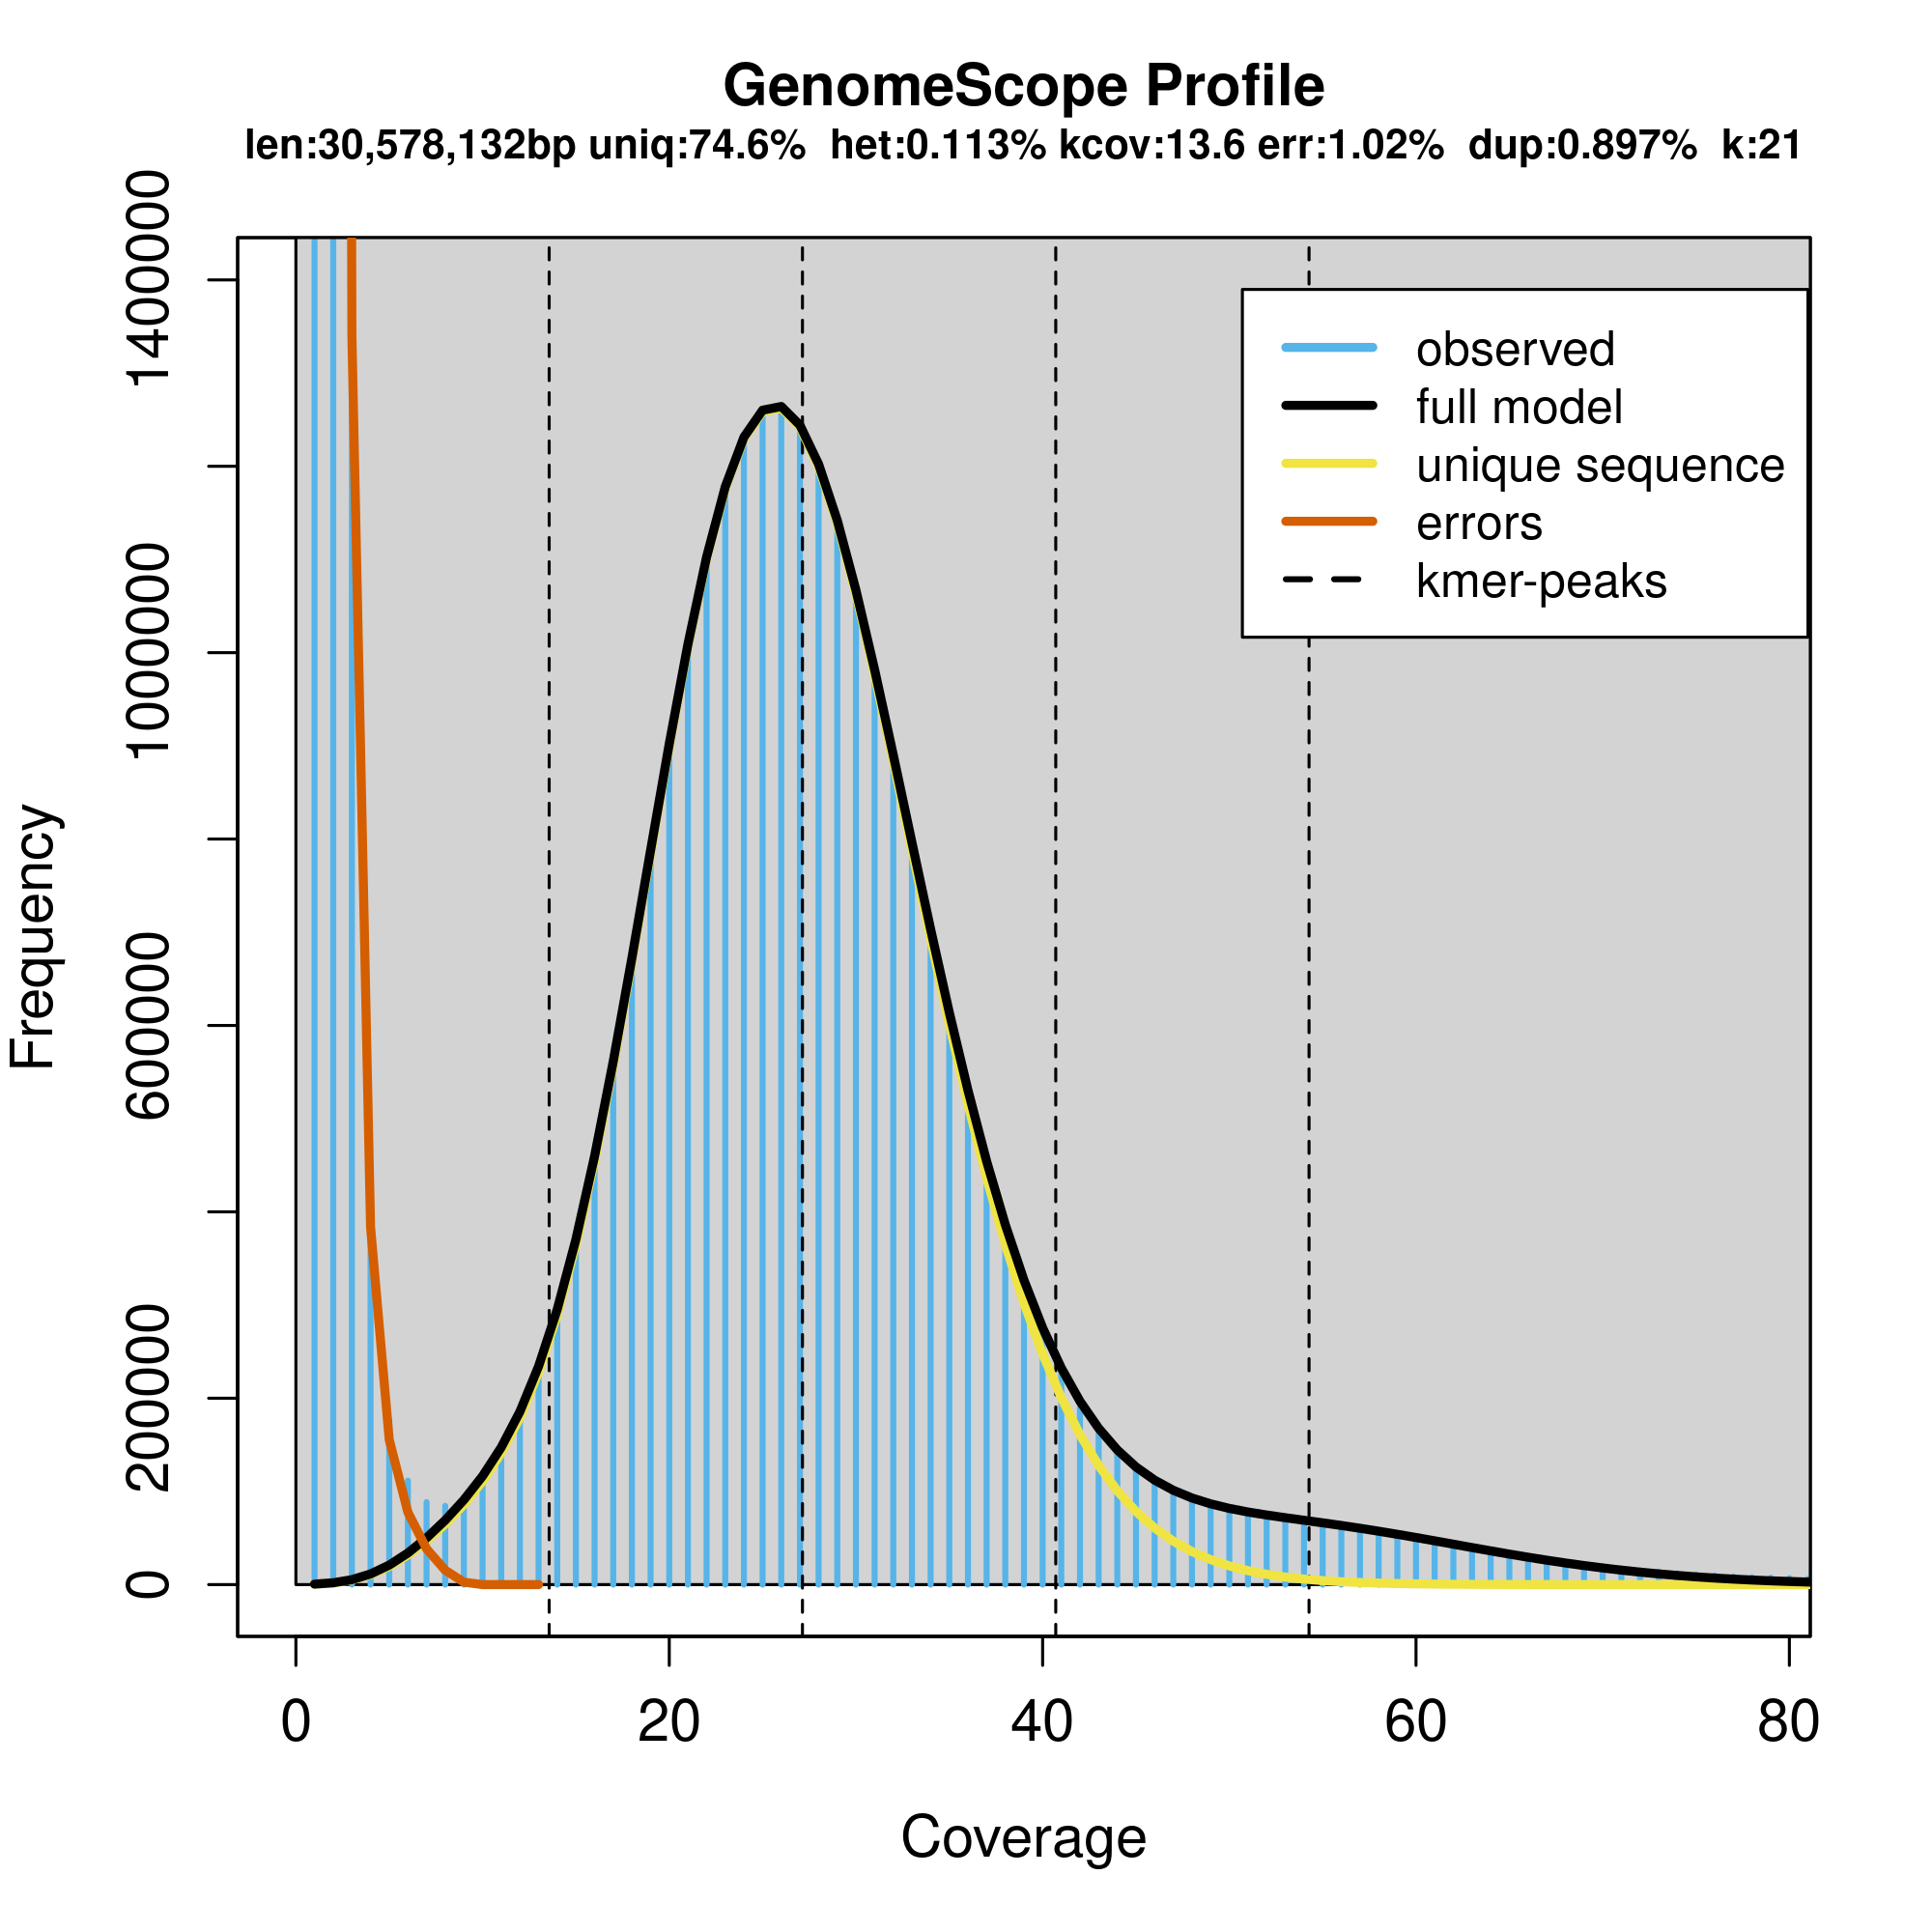 GenomeScope Profile
len:30,578,132bp uniq:74.6% het:0.113% kcov:13.6 err:1.02% dup:0.897% k:21
observed
full model
unique sequence
errors
kmer-peaks
Frequency
1400000
1000000
600000
200000
0
0 20 40 60 80
Coverage